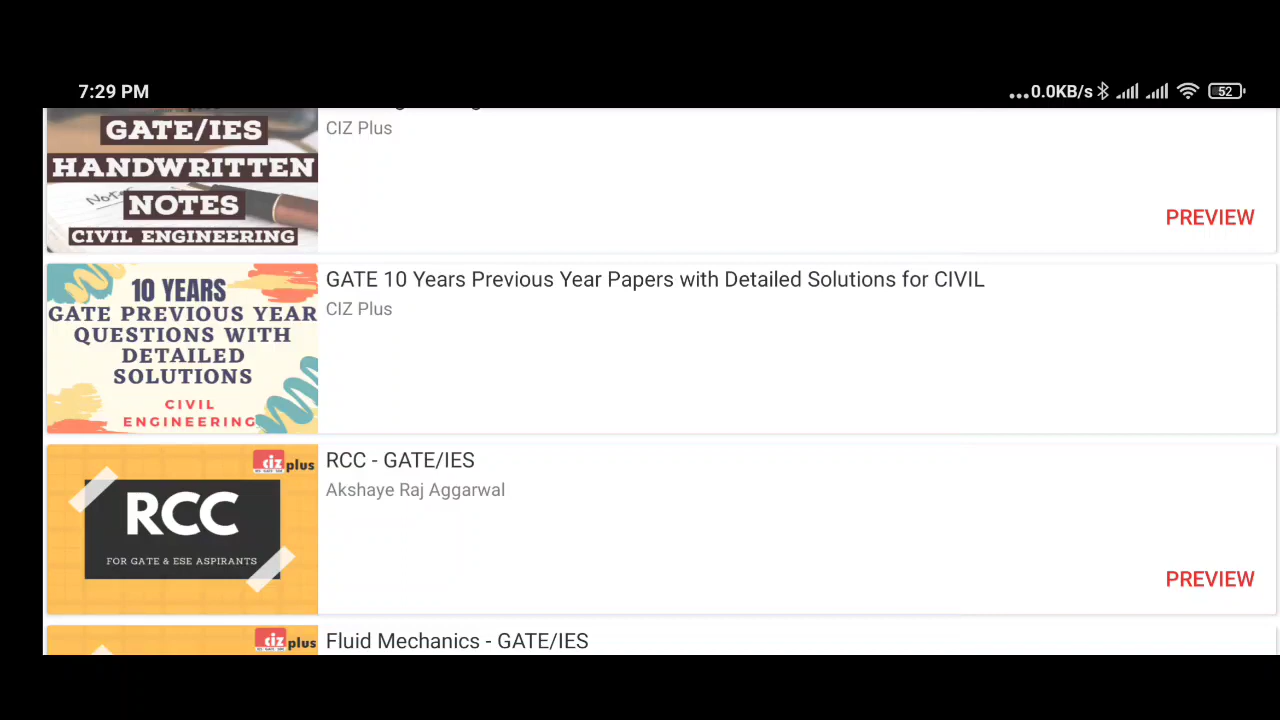 7:29 PM
...0.0KB/s
52
GATE/IES
HANDWRITTEN
NOTES
CIVIL ENGINEERING
CIZ Plus
PREVIEW
10 YEARS
GATE PREVIOUS YEAR
QUESTIONS WITH
DETAILED
SOLUTIONS
CIVIL
ENGINEERING
GATE 10 Years Previous Year Papers with Detailed Solutions for CIVIL
CIZ Plus
ciz plus
RCC
FOR GATE & ESE ASPIRANTS
RCC - GATE/IES
Akshaye Raj Aggarwal
PREVIEW
ciz plus
Fluid Mechanics - GATE/IES